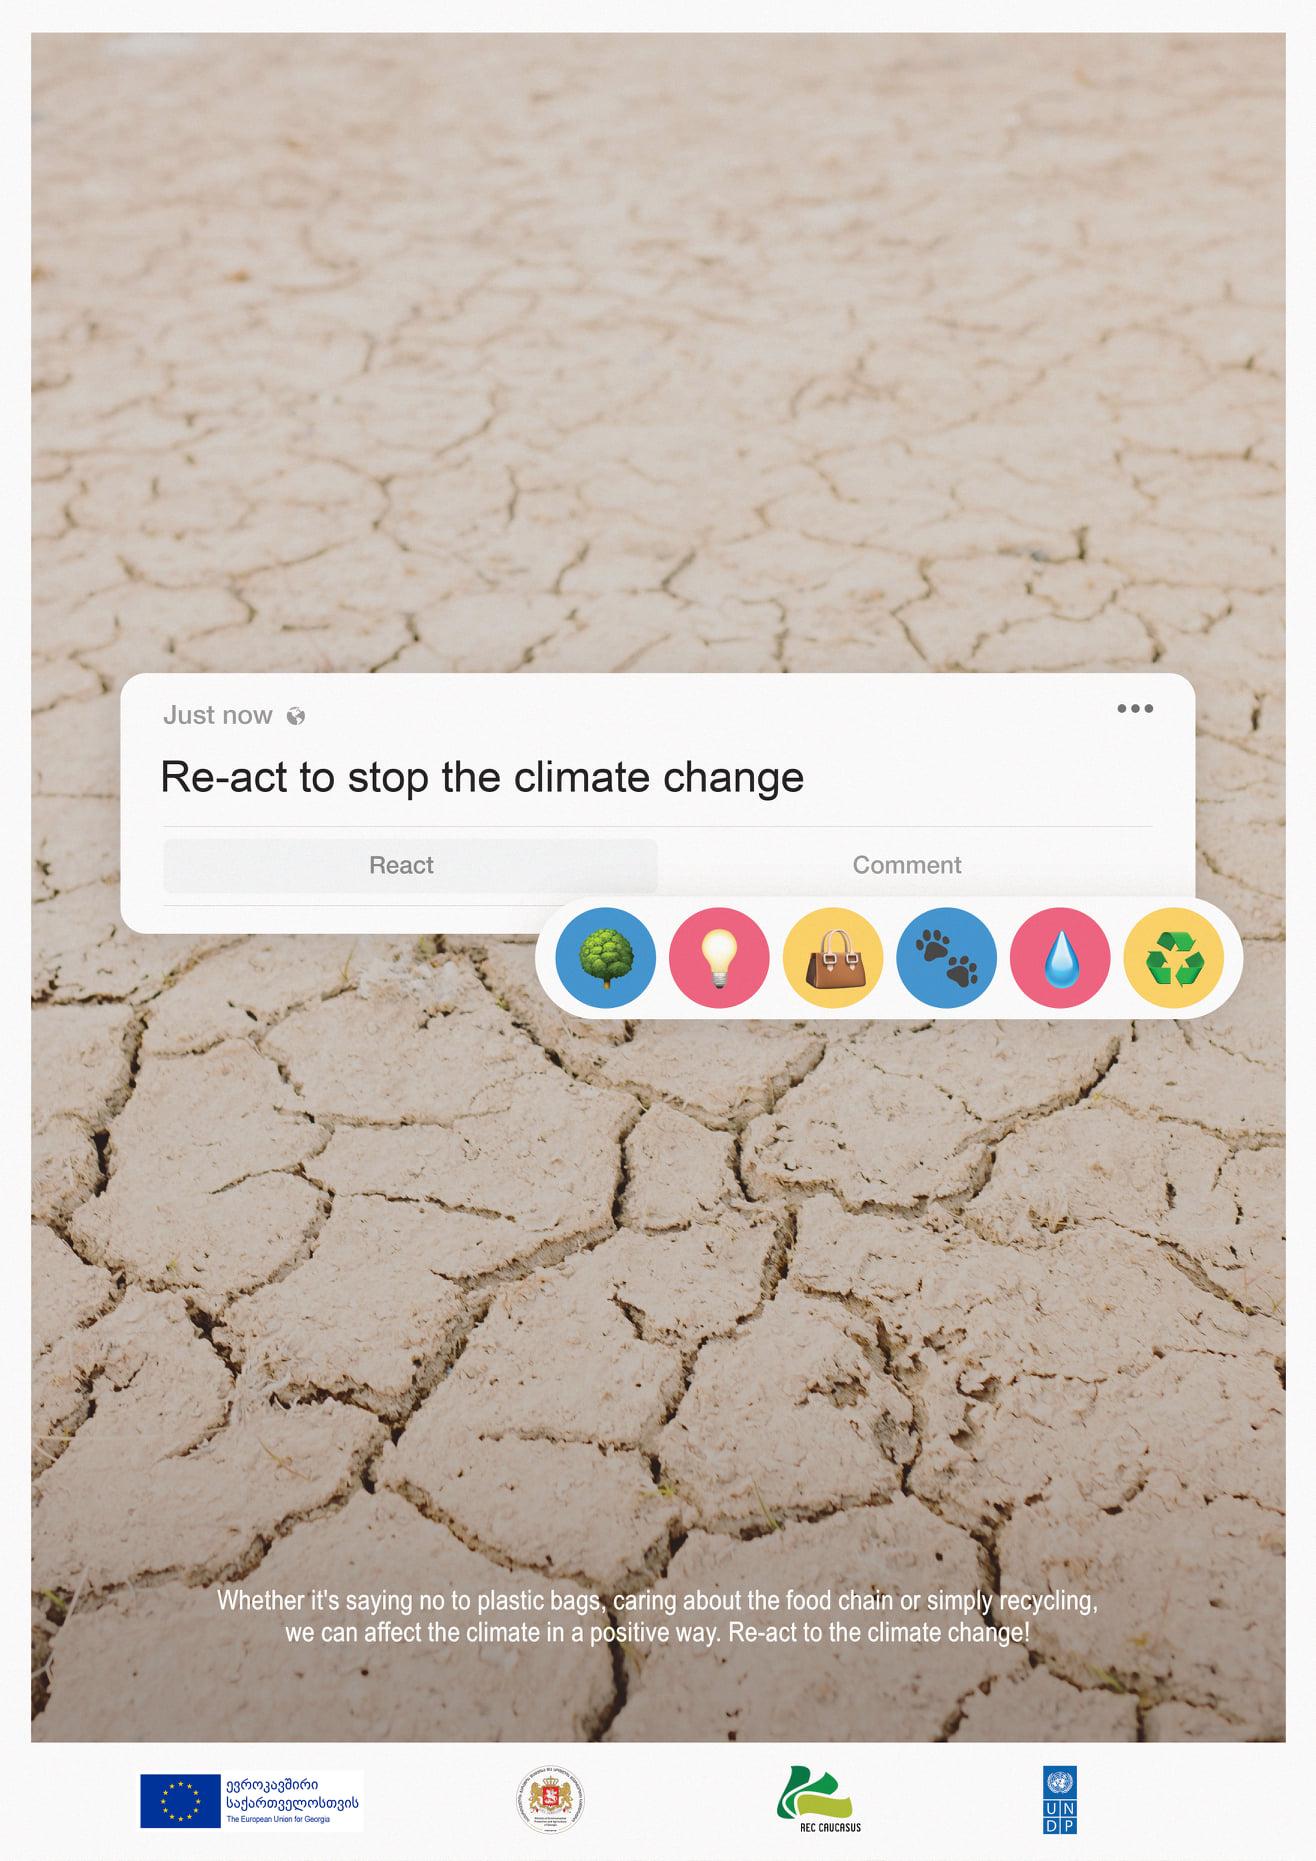 Just now
Re-act to stop the climate change
React
Comment
Whether it's saying no to plastic bags, caring about the food chain or simply recycling,
we can affect the climate in a positive way. Re-act to the climate change!
ევროკავშირი
საქართველოსთვის
The European Union for Georgia
REC CAUCASUS
UN
DP